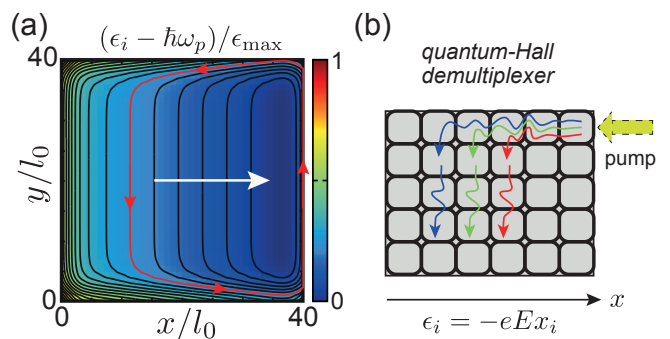 (a)
(ϵ_i − ħω_p)/ϵ_max
40
y/l_0
0
0
x/l_0
40
1
0
(b)
quantum-Hall
demultiplexer
pump
x
ϵ_i = −eEx_i